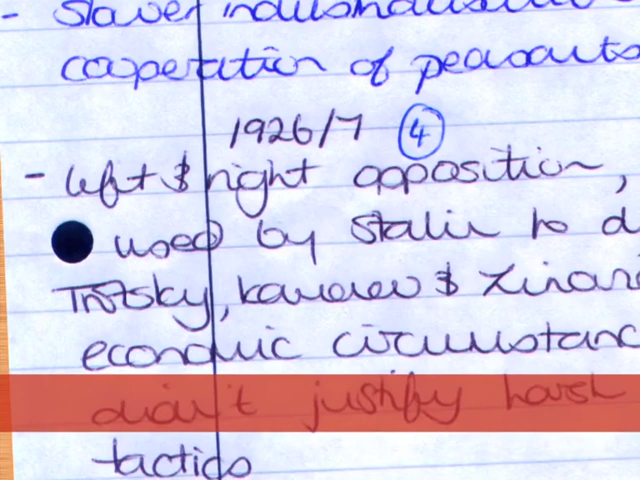 - Slower industrialisation
cooperation of peasants
1926/7 ④
- left & right opposition,
used by Stalin to d
Trotsky, Kamenev & Zinovi
economic circumstanc
didn't justify harsh
tactics